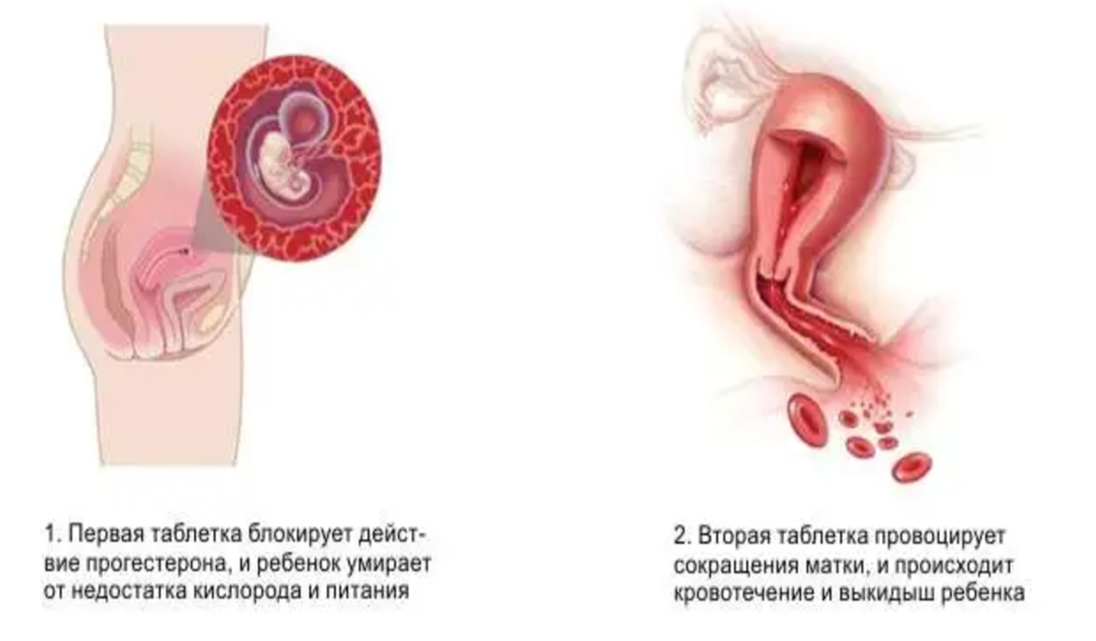 1. Первая таблетка блокирует дейст-
вие прогестерона, и ребенок умирает
от недостатка кислорода и питания
2. Вторая таблетка провоцирует
сокращения матки, и происходит
кровотечение и выкидыш ребенка